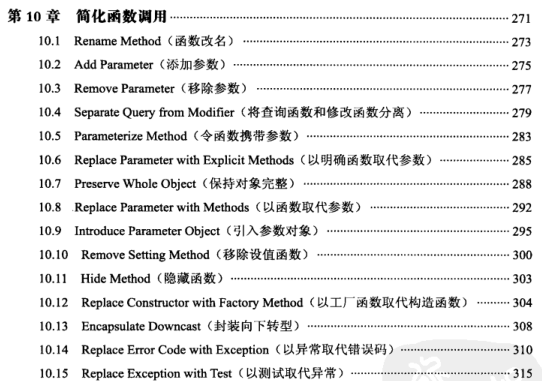 第 10 章 简化函数调用 271
10.1 Rename Method（函数改名） 273
10.2 Add Parameter（添加参数） 275
10.3 Remove Parameter（移除参数） 277
10.4 Separate Query from Modifier（将查询函数和修改函数分离） 279
10.5 Parameterize Method（令函数携带参数） 283
10.6 Replace Parameter with Explicit Methods（以明确函数取代参数） 285
10.7 Preserve Whole Object（保持对象完整） 288
10.8 Replace Parameter with Methods（以函数取代参数） 292
10.9 Introduce Parameter Object（引入参数对象） 295
10.10 Remove Setting Method（移除设值函数） 300
10.11 Hide Method（隐藏函数） 303
10.12 Replace Constructor with Factory Method（以工厂函数取代构造函数） 304
10.13 Encapsulate Downcast（封装向下转型） 308
10.14 Replace Error Code with Exception（以异常取代错误码） 310
10.15 Replace Exception with Test（以测试取代异常） 315